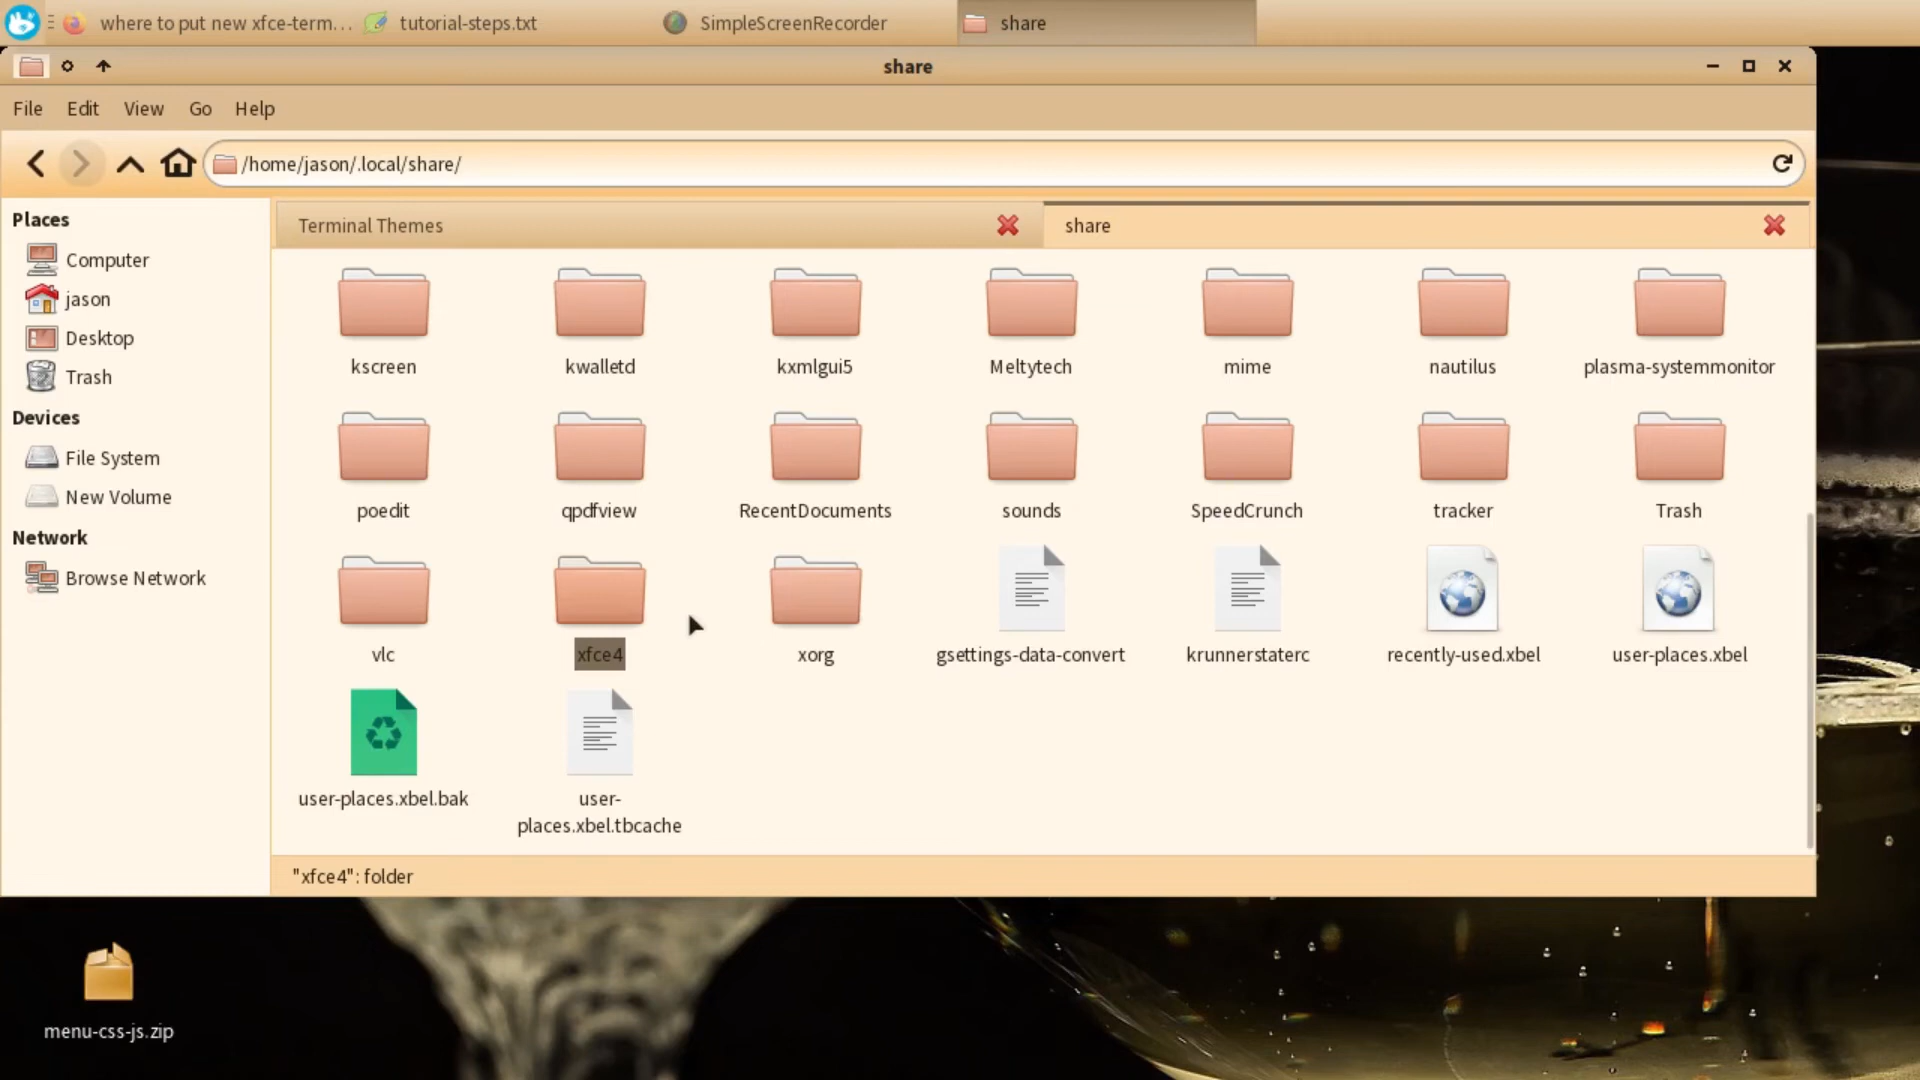 where to put new xfce-term…
tutorial-steps.txt
SimpleScreenRecorder
share
share
File Edit View Go Help
/home/jason/.local/share/
Places
Computer
jason
Desktop
Trash
Devices
File System
New Volume
Network
Browse Network
Terminal Themes
share
kscreen
kwalletd
kxmlgui5
Meltytech
mime
nautilus
plasma-systemmonitor
poedit
qpdfview
RecentDocuments
sounds
SpeedCrunch
tracker
Trash
vlc
xfce4
xorg
gsettings-data-convert
krunnerstaterc
recently-used.xbel
user-places.xbel
user-places.xbel.bak
user-
places.xbel.tbcache
"xfce4": folder
menu-css-js.zip